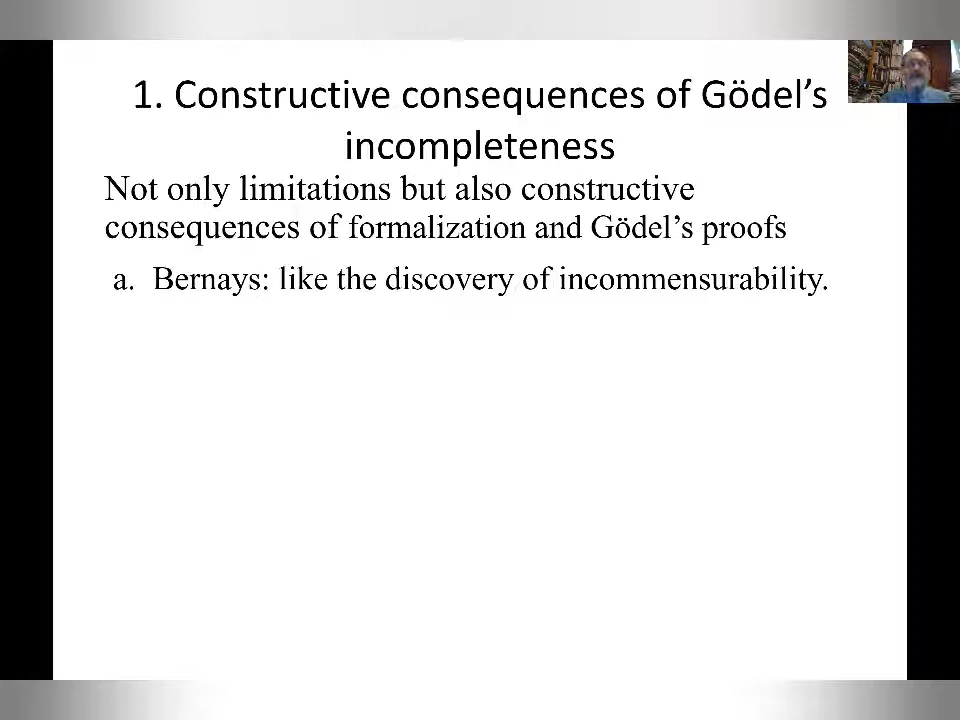 1. Constructive consequences of Gödel’s
incompleteness
Not only limitations but also constructive
consequences of formalization and Gödel’s proofs
a. Bernays: like the discovery of incommensurability.